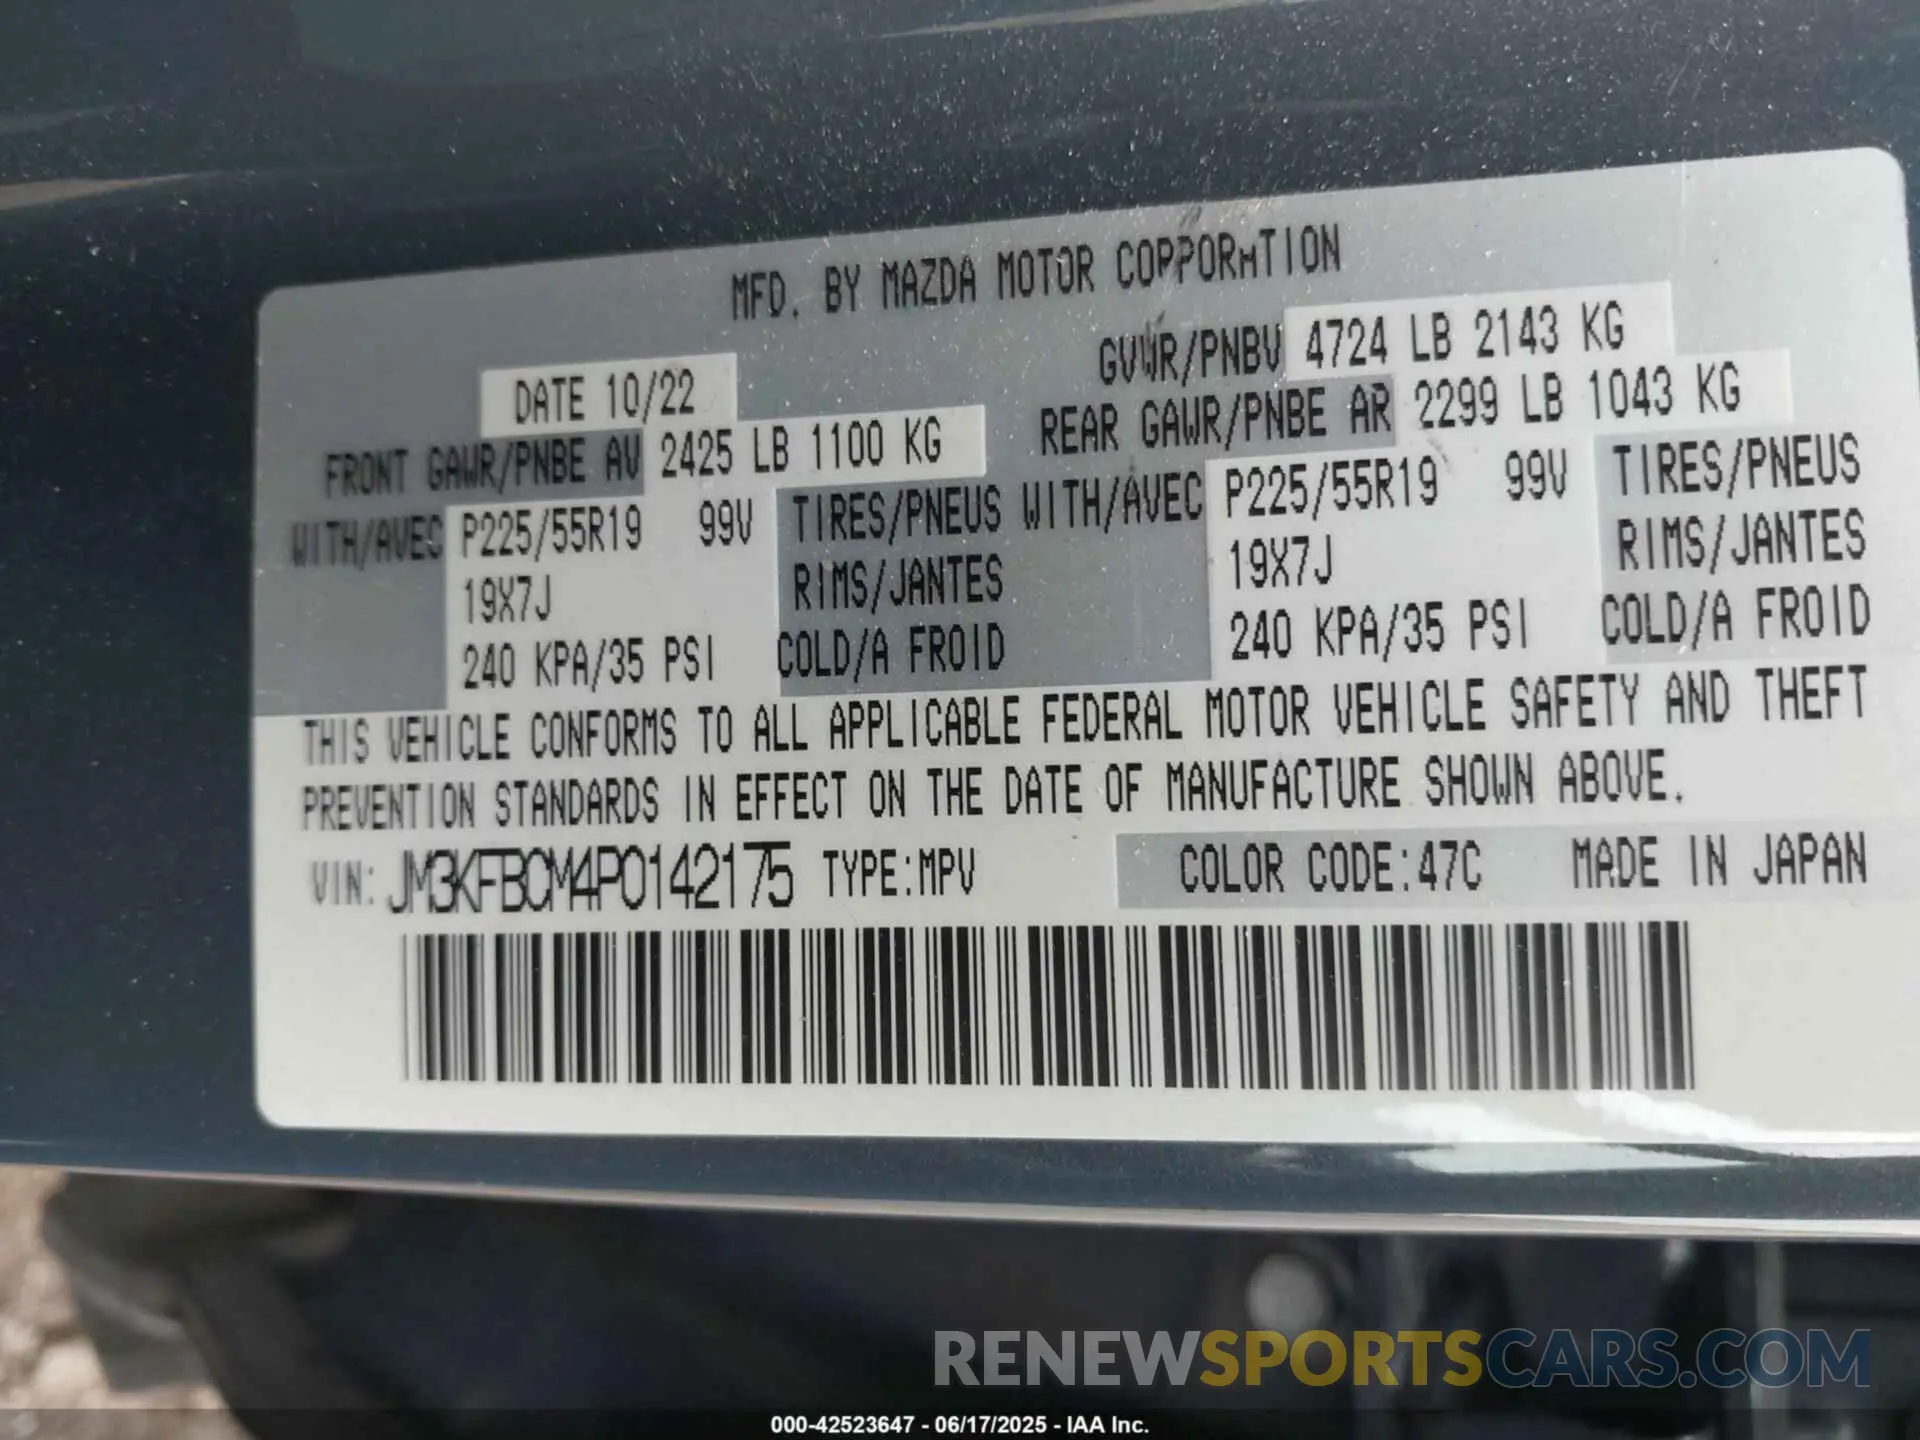 MFD. BY MAZDA MOTOR CORPORATION
DATE 10/22 GVWR/PNBV 4724 LB 2143 KG
FRONT GAWR/PNBE AV 2425 LB 1100 KG REAR GAWR/PNBE AR 2299 LB 1043 KG
WITH/AVEC P225/55R19 99V TIRES/PNEUS WITH/AVEC P225/55R19 99V TIRES/PNEUS
19X7J RIMS/JANTES 19X7J RIMS/JANTES
240 KPA/35 PSI COLD/A FROID 240 KPA/35 PSI COLD/A FROID
THIS VEHICLE CONFORMS TO ALL APPLICABLE FEDERAL MOTOR VEHICLE SAFETY AND THEFT
PREVENTION STANDARDS IN EFFECT ON THE DATE OF MANUFACTURE SHOWN ABOVE.
VIN: JM3KFBCM4P0142175 TYPE:MPV COLOR CODE:47C MADE IN JAPAN
RENEWSPORTSCARS.COM
000-42523647 - 06/17/2025 - IAA Inc.